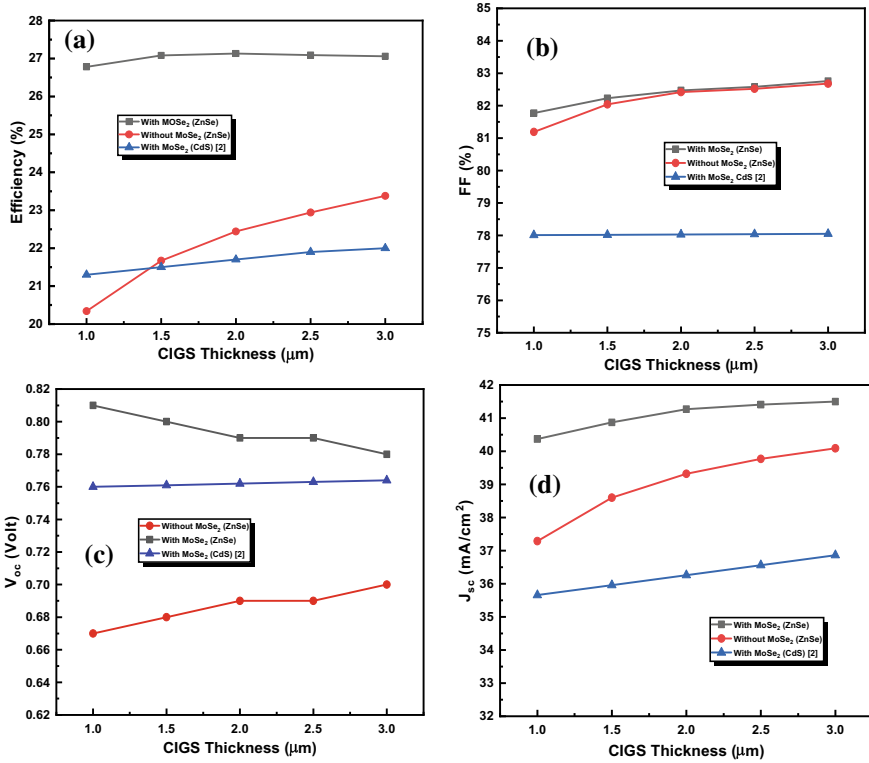 (a)
28
27
26
25
24
23
22
21
20
Efficiency (%)
With MOSe₂ (ZnSe)
Without MoSe₂ (ZnSe)
With MoSe₂ (CdS) [2]
1.0 1.5 2.0 2.5 3.0
CIGS Thickness (μm)
(b)
84
83
82
81
80
79
78
77
76
75
FF (%)
With MoSe₂ (ZnSe)
Without MoSe₂ (ZnSe)
With MoSe₂ CdS [2]
1.0 1.5 2.0 2.5 3.0
CIGS Thickness (μm)
0.82
0.80
0.78
0.76
0.74
0.72
0.70
0.68
0.66
0.64
0.62
V_oc (Volt)
Without MoSe₂ (ZnSe)
With MoSe₂ (ZnSe)
With MoSe₂ (CdS) [2]
(c)
1.0 1.5 2.0 2.5 3.0
CIGS Thickness (μm)
42
41
40
39
38
37
36
35
34
33
32
J_sc (mA/cm²)
(d)
With MoSe₂ (ZnSe)
Without MoSe₂ (ZnSe)
With MoSe₂ (CdS) [2]
1.0 1.5 2.0 2.5 3.0
CIGS Thickness (μm)